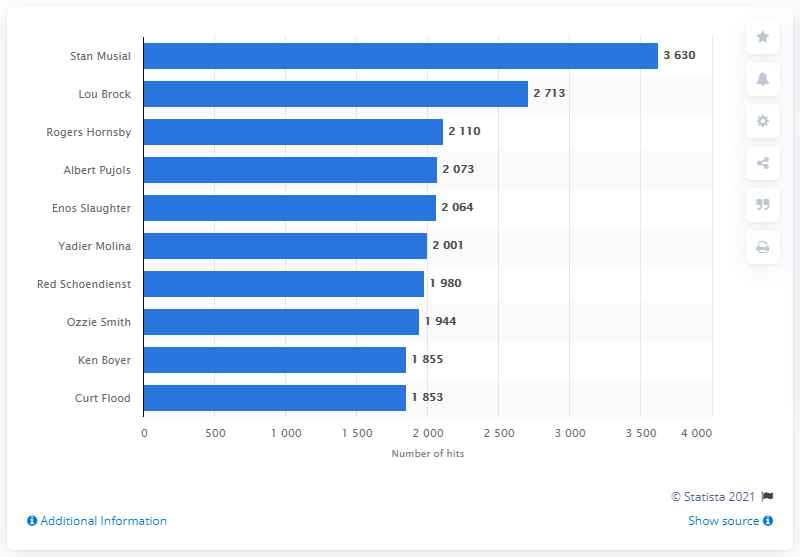 Stan Musial 3 630
Lou Brock 2 713
Rogers Hornsby 2 110
Albert Pujols 2 073
Enos Slaughter 2 064
Yadier Molina 2 001
Red Schoendienst 1 980
Ozzie Smith 1 944
Ken Boyer 1 855
Curt Flood 1 853
0 500 1 000 1 500 2 000 2 500 3 000 3 500 4 000
Number of hits
© Statista 2021
Additional Information Show source